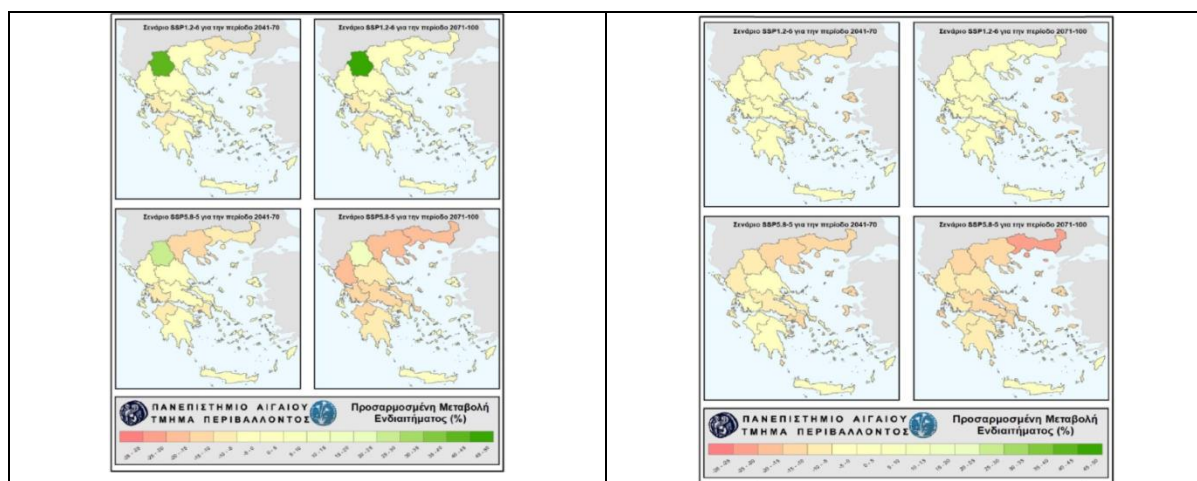 Σενάριο SSP1.2-6 για την περίοδο 2041-70
Σενάριο SSP1.2-6 για την περίοδο 2071-100
Σενάριο SSP5.8-5 για την περίοδο 2041-70
Σενάριο SSP5.8-5 για την περίοδο 2071-100
ΠΑΝΕΠΙΣΤΗΜΙΟ ΑΙΓΑΙΟΥ
ΤΜΗΜΑ ΠΕΡΙΒΑΛΛΟΝΤΟΣ
Προσαρμοσμένη Μεταβολή
Ενδιαιτήματος (%)
Σενάριο SSP1.2-6 για την περίοδο 2041-70
Σενάριο SSP1.2-6 για την περίοδο 2071-100
Σενάριο SSP5.8-5 για την περίοδο 2041-70
Σενάριο SSP5.8-5 για την περίοδο 2071-100
ΠΑΝΕΠΙΣΤΗΜΙΟ ΑΙΓΑΙΟΥ
ΤΜΗΜΑ ΠΕΡΙΒΑΛΛΟΝΤΟΣ
Προσαρμοσμένη Μεταβολή
Ενδιαιτήματος (%)